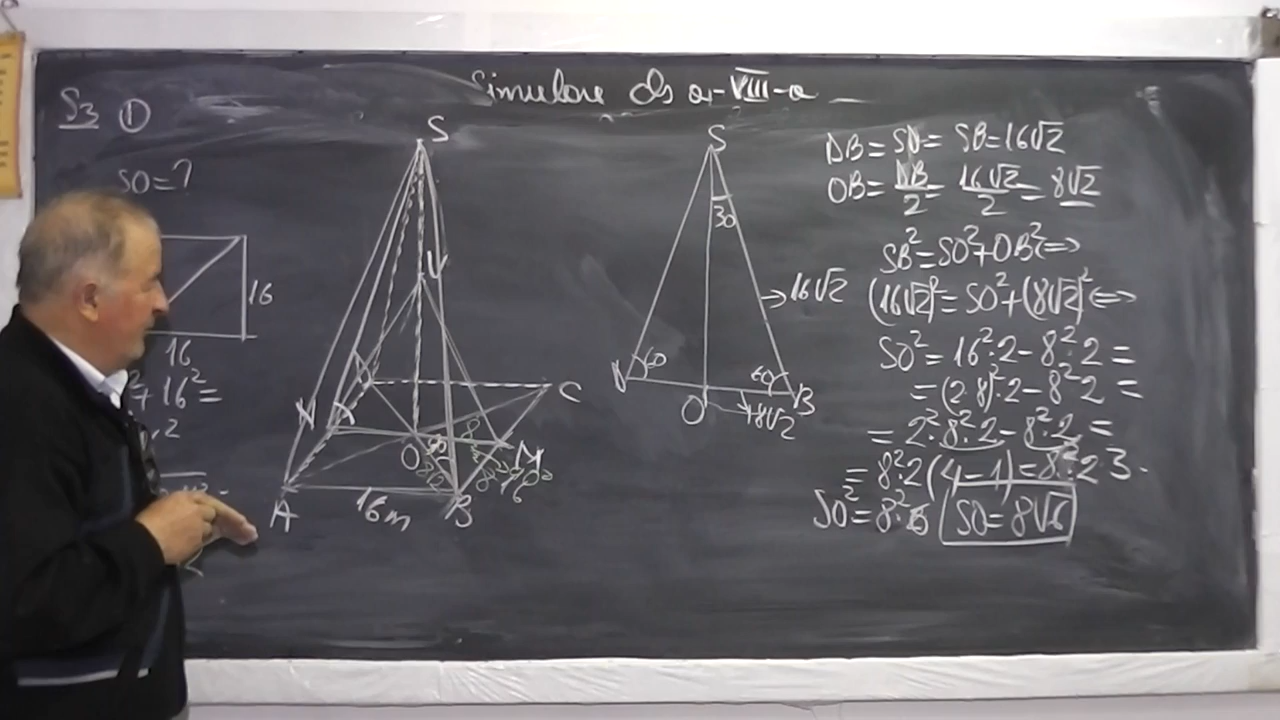 Simulare cls a-VIII-a
S3 ①
SO=?
16
16
²+16²=
.2
S
V
N
C
O
M
A
16m
B
S
30
16√2
60
60
B
O
8√2
DB=SD=SB=16√2
OB=DB/2=16√2/2=8√2
SB²=SO²+OB²⇒
(16√2)²=SO²+(8√2)²⇔
SO²=16²·2-8²·2=
=(2·8)²·2-8²2=
=2²·8²·2-8²·2=
=8²·2(4-1)=8²·2·3·
SO²=8²·6 SO=8√6